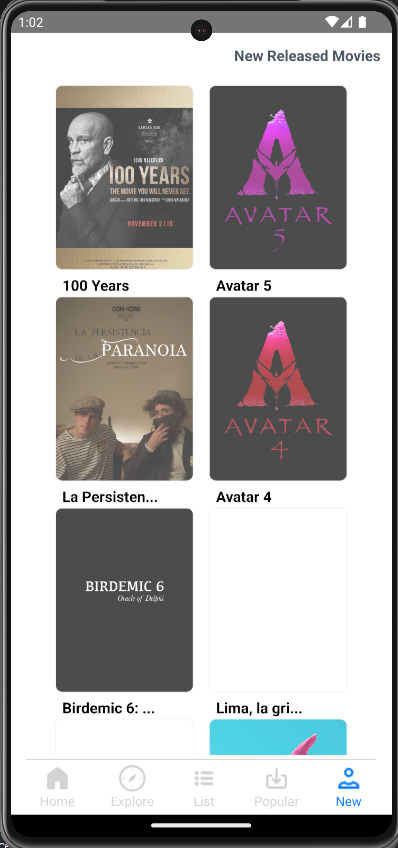 1:02
New Released Movies
JOHN MALKOVICH
100 YEARS
THE MOVIE YOU WILL NEVER SEE
NOVEMBER 2115
100 Years
AVATAR
5
Avatar 5
LA PERSISTENCIA
DE LA PARANOIA
La Persisten...
AVATAR
4
Avatar 4
BIRDEMIC 6
Oracle of Delphi
Birdemic 6: ...
Lima, la gri...
Home
Explore
List
Popular
New